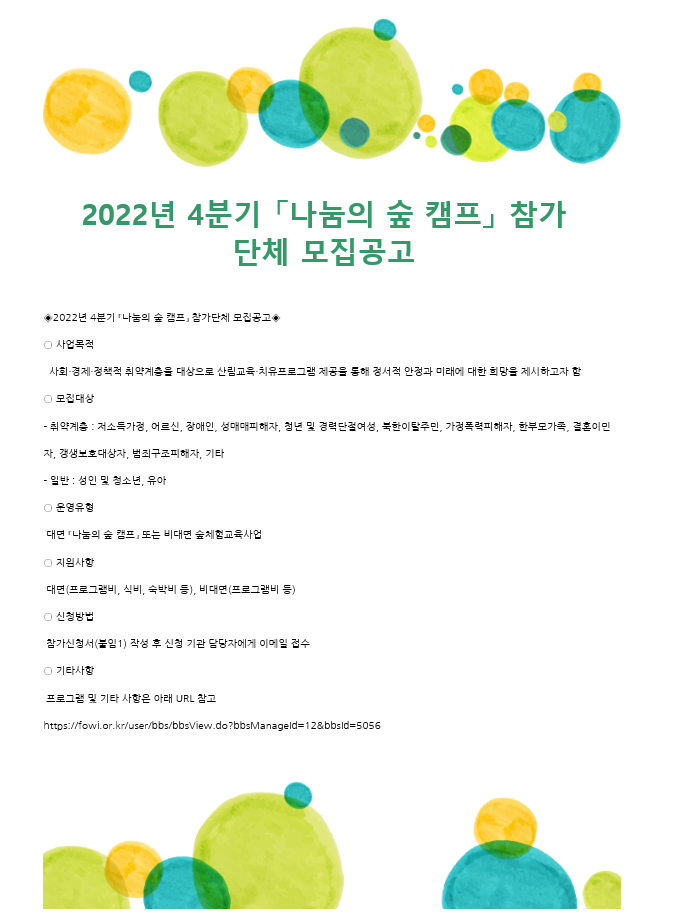 2022년 4분기「나눔의 숲 캠프」참가
단체 모집공고
◈2022년 4분기『나눔의 숲 캠프』참가단체 모집공고◈
○ 사업목적
사회·경제·정책적 취약계층을 대상으로 산림교육·치유프로그램 제공을 통해 정서적 안정과 미래에 대한 희망을 제시하고자 함
○ 모집대상
- 취약계층 : 저소득가정, 어르신, 장애인, 성매매피해자, 청년 및 경력단절여성, 북한이탈주민, 가정폭력피해자, 한부모가족, 결혼이민
자, 갱생보호대상자, 범죄구조피해자, 기타
- 일반 : 성인 및 청소년, 유아
○ 운영유형
대면『나눔의 숲 캠프』또는 비대면 숲체험교육사업
○ 지원사항
대면(프로그램비, 식비, 숙박비 등), 비대면(프로그램비 등)
○ 신청방법
참가신청서(붙임1) 작성 후 신청 기관 담당자에게 이메일 접수
○ 기타사항
프로그램 및 기타 사항은 아래 URL 참고
https://fowi.or.kr/user/bbs/bbsView.do?bbsManageId=12&bbsId=5056